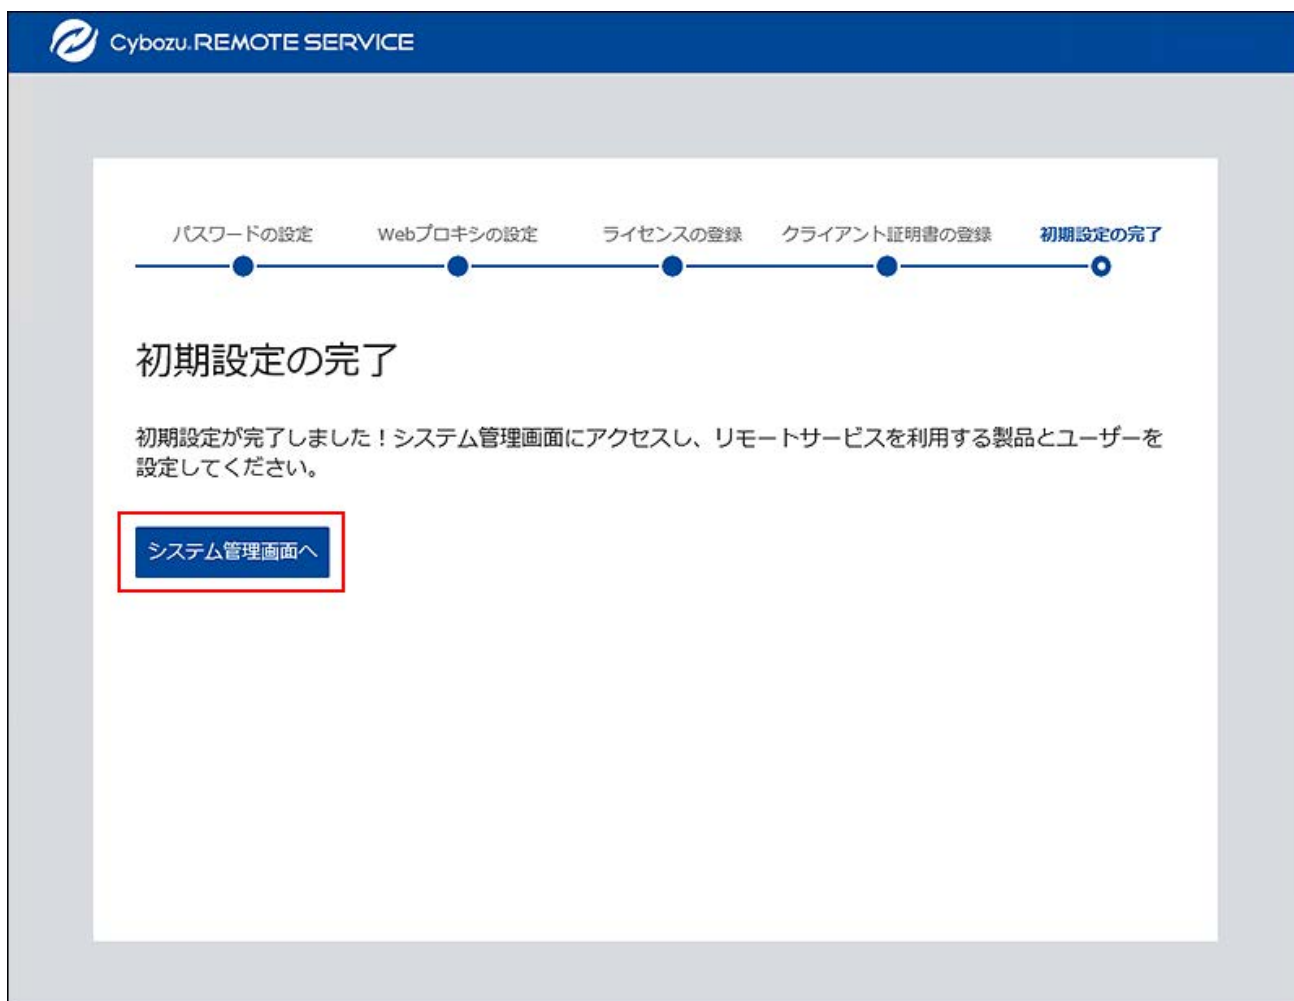 Cybozu. REMOTE SERVICE
パスワードの設定 Webプロキシの設定 ライセンスの登録 クライアント証明書の登録 初期設定の完了
初期設定の完了
初期設定が完了しました！システム管理画面にアクセスし、リモートサービスを利用する製品とユーザーを
設定してください。
システム管理画面へ